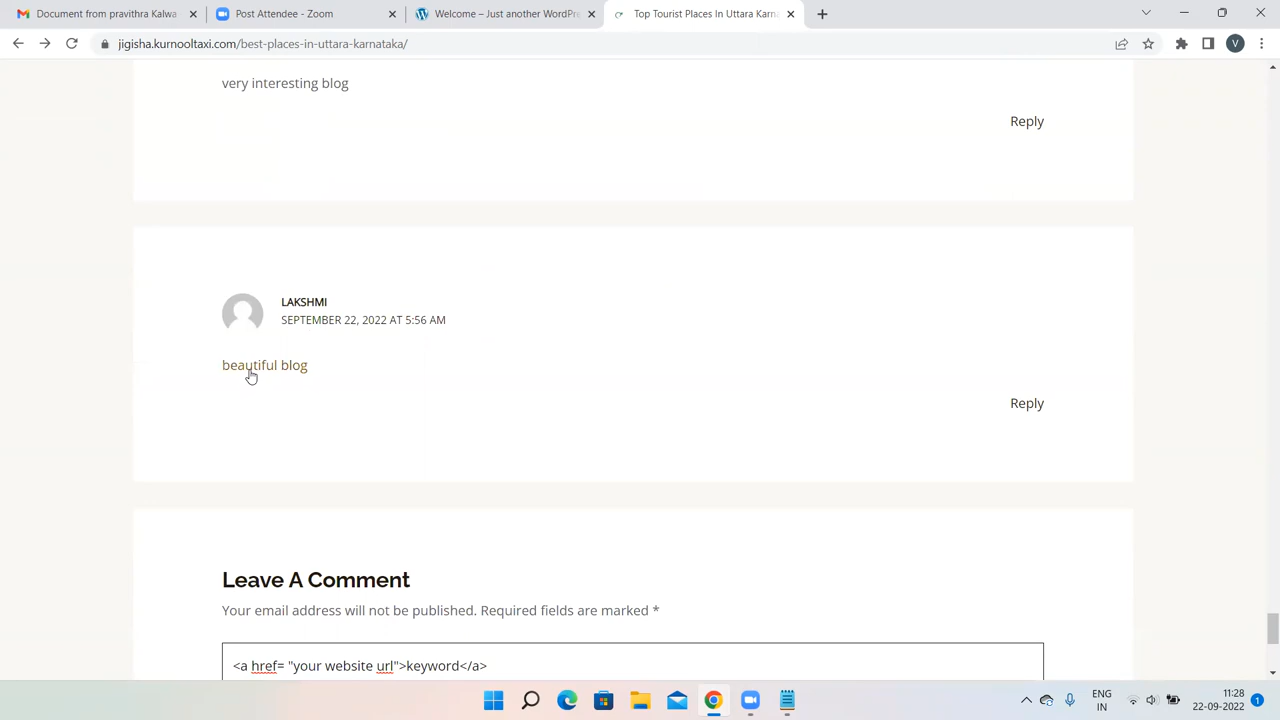 Document from pravithra Kalwa
Post Attendee - Zoom
Welcome – Just another WordPre
Top Tourist Places In Uttara Karna
jigisha.kurnooltaxi.com/best-places-in-uttara-karnataka/
V
very interesting blog
Reply
LAKSHMI
SEPTEMBER 22, 2022 AT 5:56 AM
beautiful blog
Reply
Leave A Comment
Your email address will not be published. Required fields are marked *
<a href= "your website url">keyword</a>
ENG
IN
11:28
22-09-2022
1